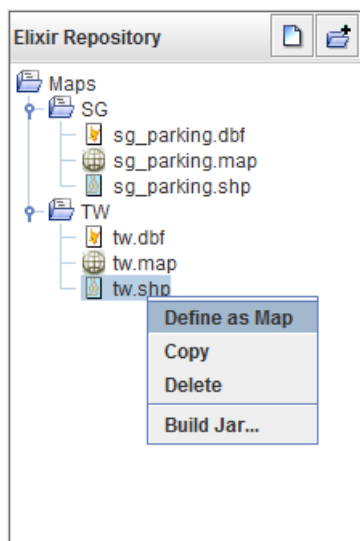 Elixir Repository
Maps
SG
sg_parking.dbf
sg_parking.map
sg_parking.shp
TW
tw.dbf
tw.map
tw.shp
Define as Map
Copy
Delete
Build Jar...